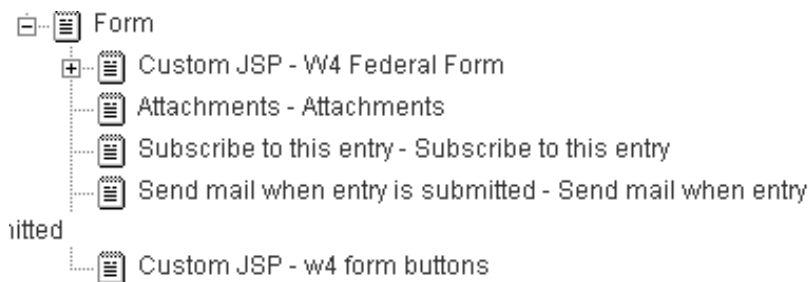 Form
Custom JSP - W4 Federal Form
Attachments - Attachments
Subscribe to this entry - Subscribe to this entry
Send mail when entry is submitted - Send mail when entry
nitted
Custom JSP - w4 form buttons